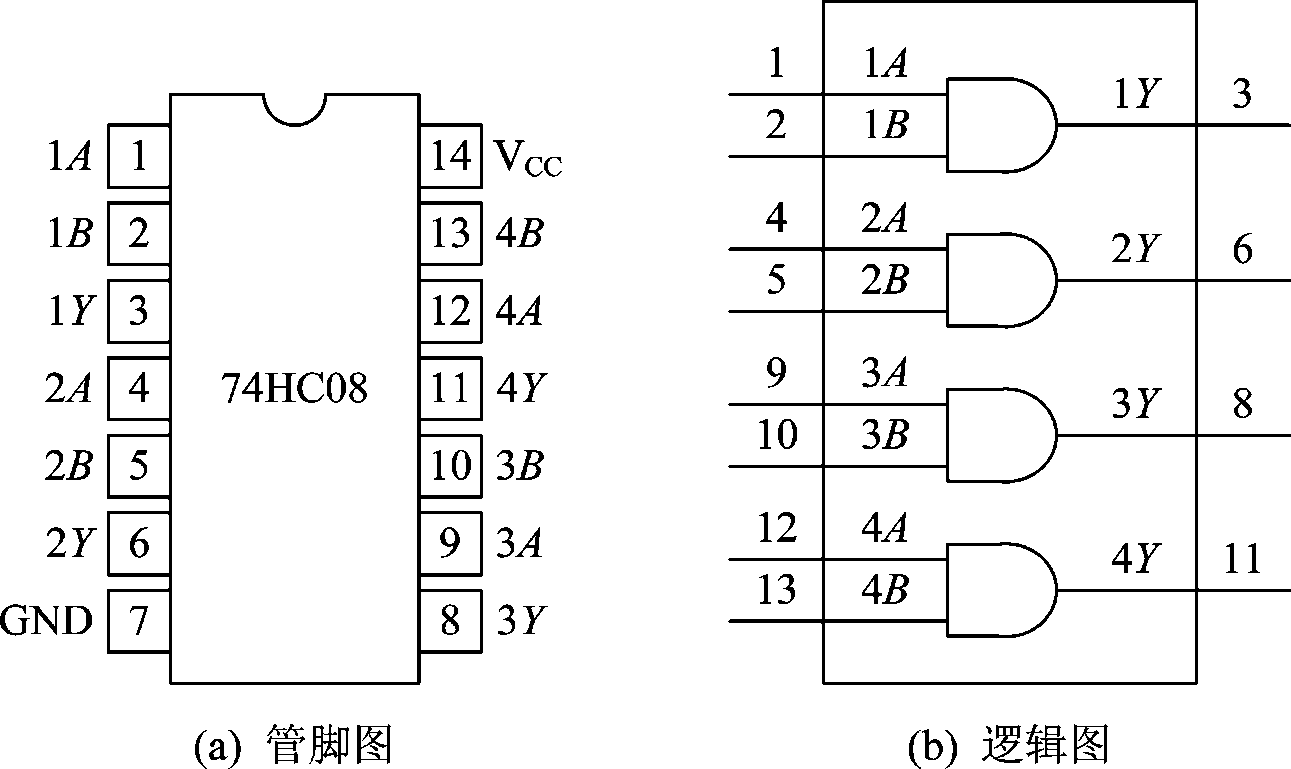 1A 1 14 VCC
1B 2 13 4B
1Y 3 12 4A
2A 4 74HC08 11 4Y
2B 5 10 3B
2Y 6 9 3A
GND 7 8 3Y
(a) 管脚图
1 1A
2 1B
1Y 3
4 2A
5 2B
2Y 6
9 3A
10 3B
3Y 8
12 4A
13 4B
4Y 11
(b) 逻辑图